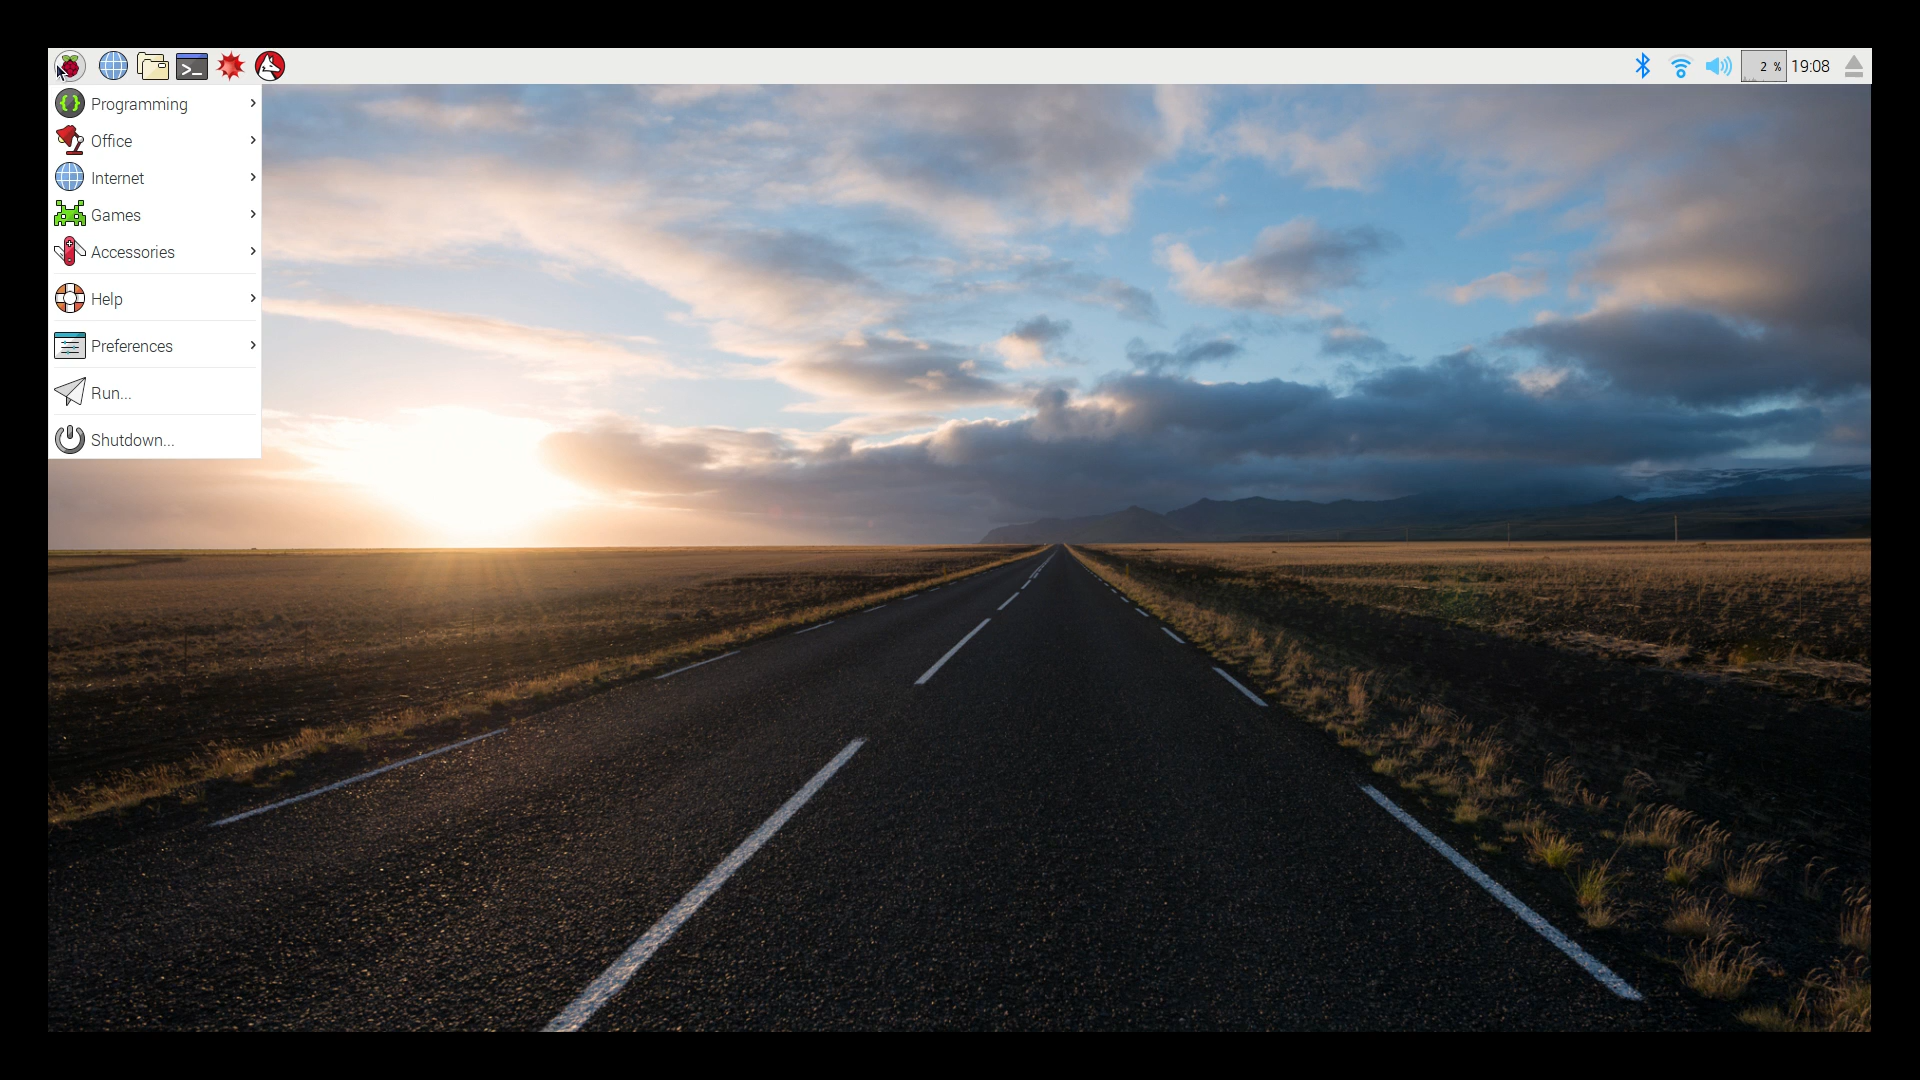 2 % 19:08
Programming
Office
Internet
Games
Accessories
Help
Preferences
Run...
Shutdown...